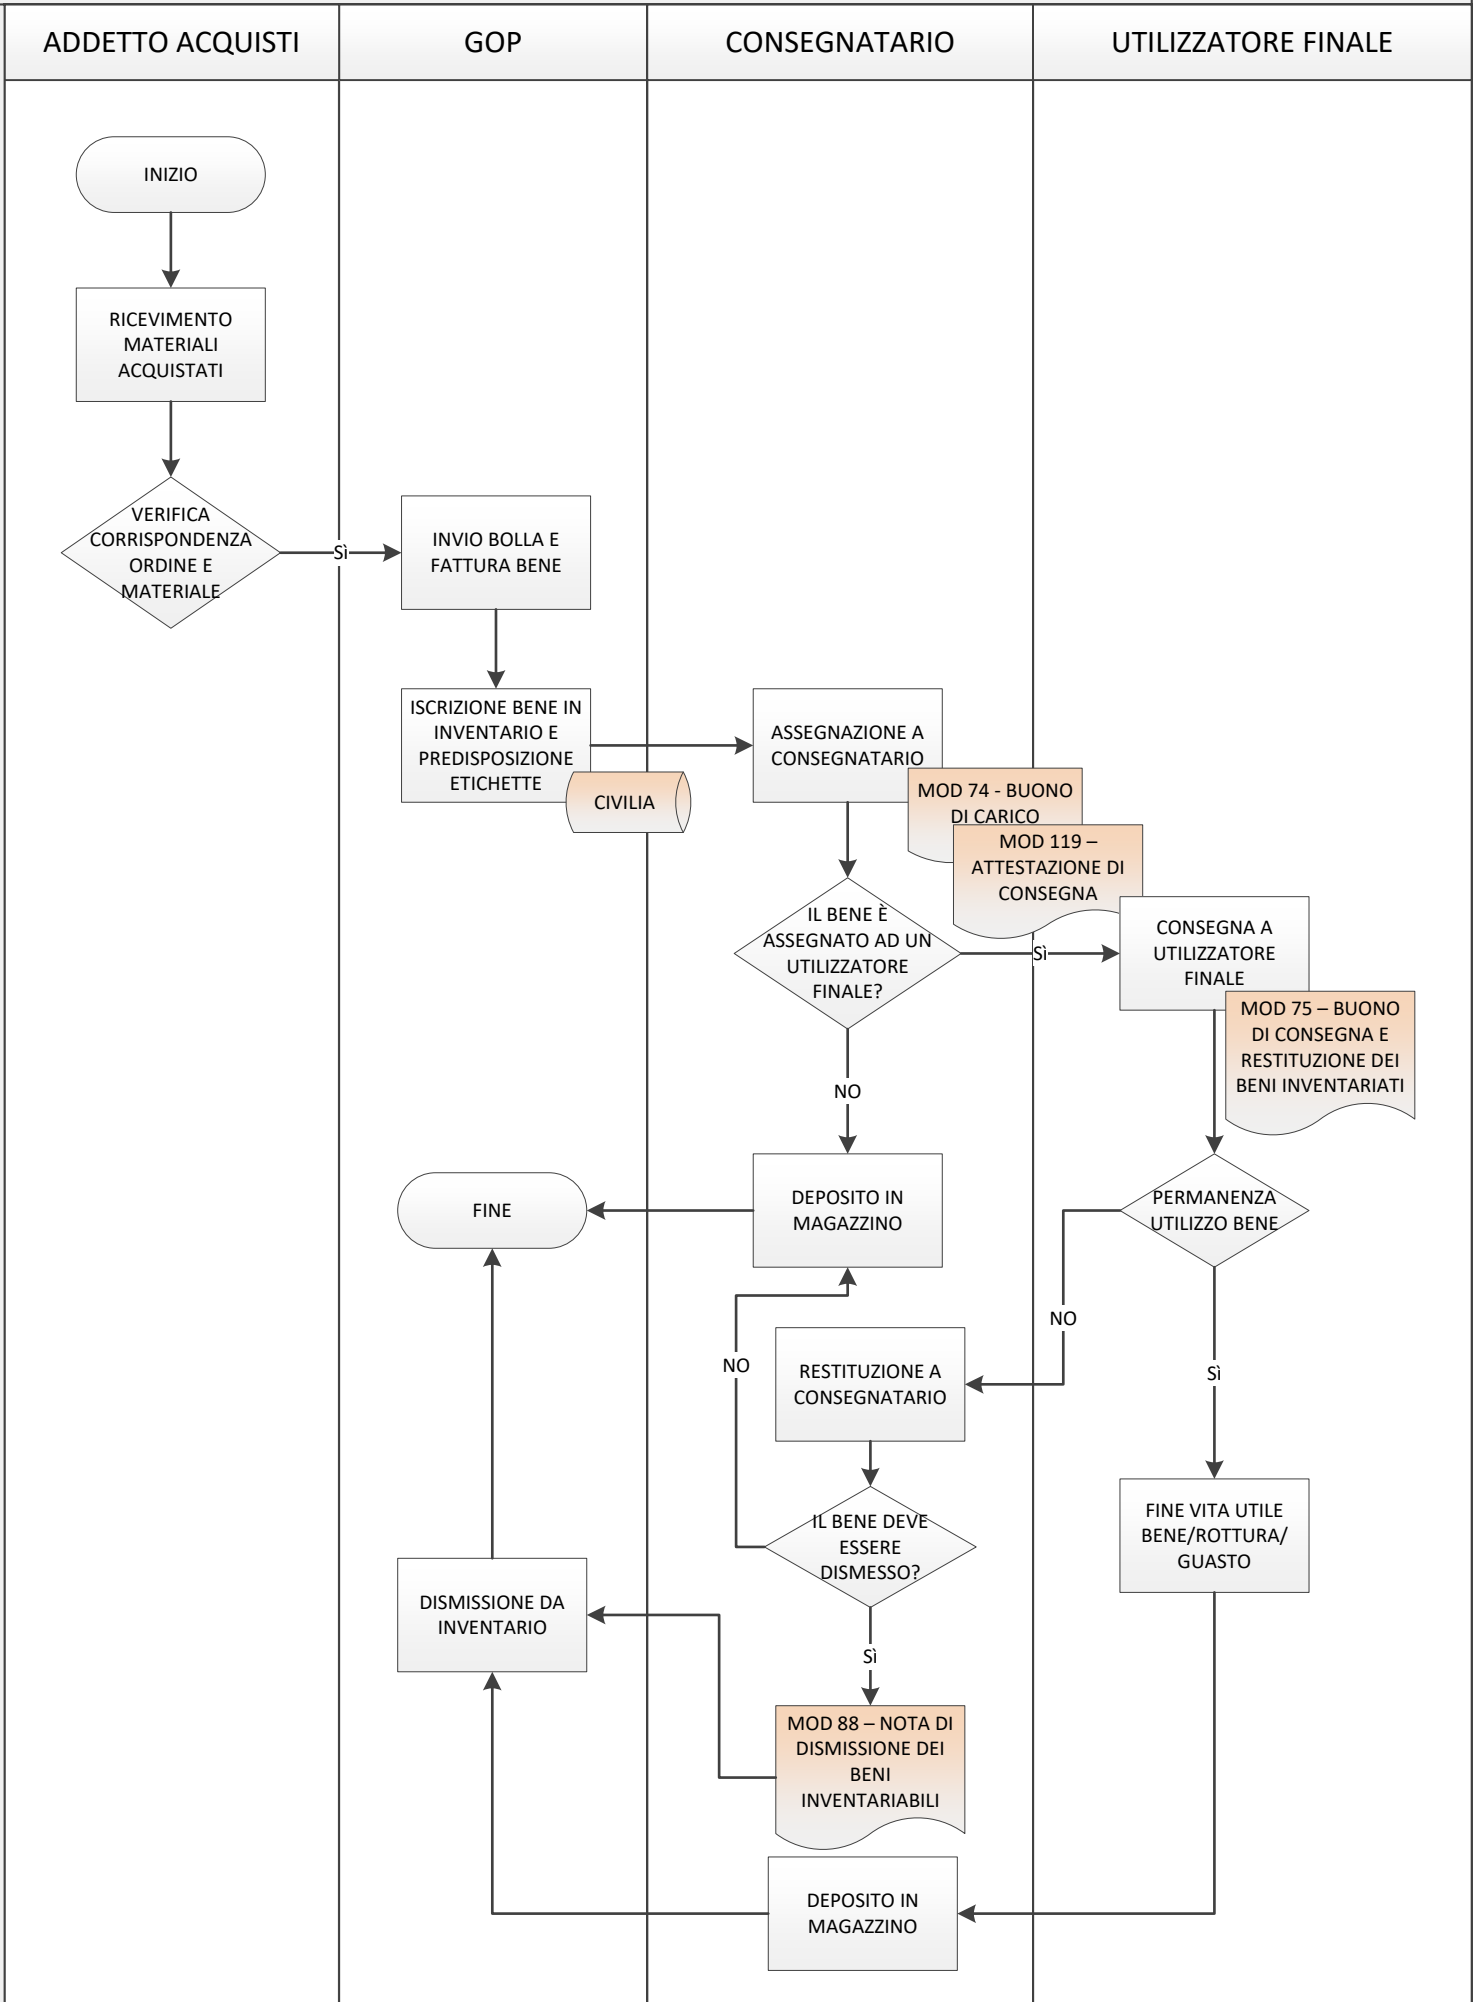 ADDETTO ACQUISTI
GOP
CONSEGNATARIO
UTILIZZATORE FINALE
INIZIO
RICEVIMENTO
MATERIALI
ACQUISTATI
VERIFICA
CORRISPONDENZA
ORDINE E
MATERIALE
Sì
INVIO BOLLA E
FATTURA BENE
ISCRIZIONE BENE IN
INVENTARIO E
PREDISPOSIZIONE
ETICHETTE
CIVILIA
ASSEGNAZIONE A
CONSEGNATARIO
MOD 74 - BUONO
DI CARICO
MOD 119 –
ATTESTAZIONE DI
CONSEGNA
IL BENE È
ASSEGNATO AD UN
UTILIZZATORE
FINALE?
Sì
CONSEGNA A
UTILIZZATORE
FINALE
MOD 75 – BUONO
DI CONSEGNA E
RESTITUZIONE DEI
BENI INVENTARIATI
NO
DEPOSITO IN
MAGAZZINO
FINE
PERMANENZA
UTILIZZO BENE
NO
Sì
RESTITUZIONE A
CONSEGNATARIO
NO
IL BENE DEVE
ESSERE
DISMESSO?
FINE VITA UTILE
BENE/ROTTURA/
GUASTO
DISMISSIONE DA
INVENTARIO
Sì
MOD 88 – NOTA DI
DISMISSIONE DEI
BENI
INVENTARIABILI
DEPOSITO IN
MAGAZZINO